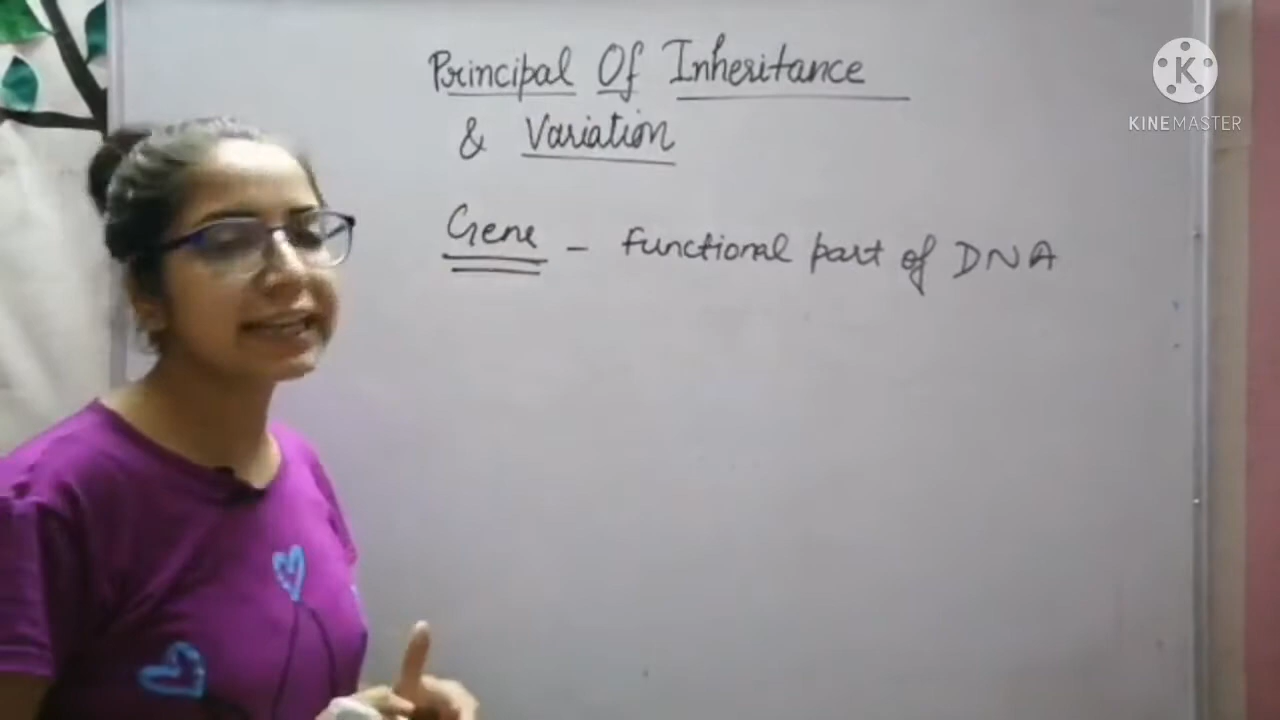 Principal Of Inheritance
& Variation
Gene - functional part of DNA
K
KINEMASTER